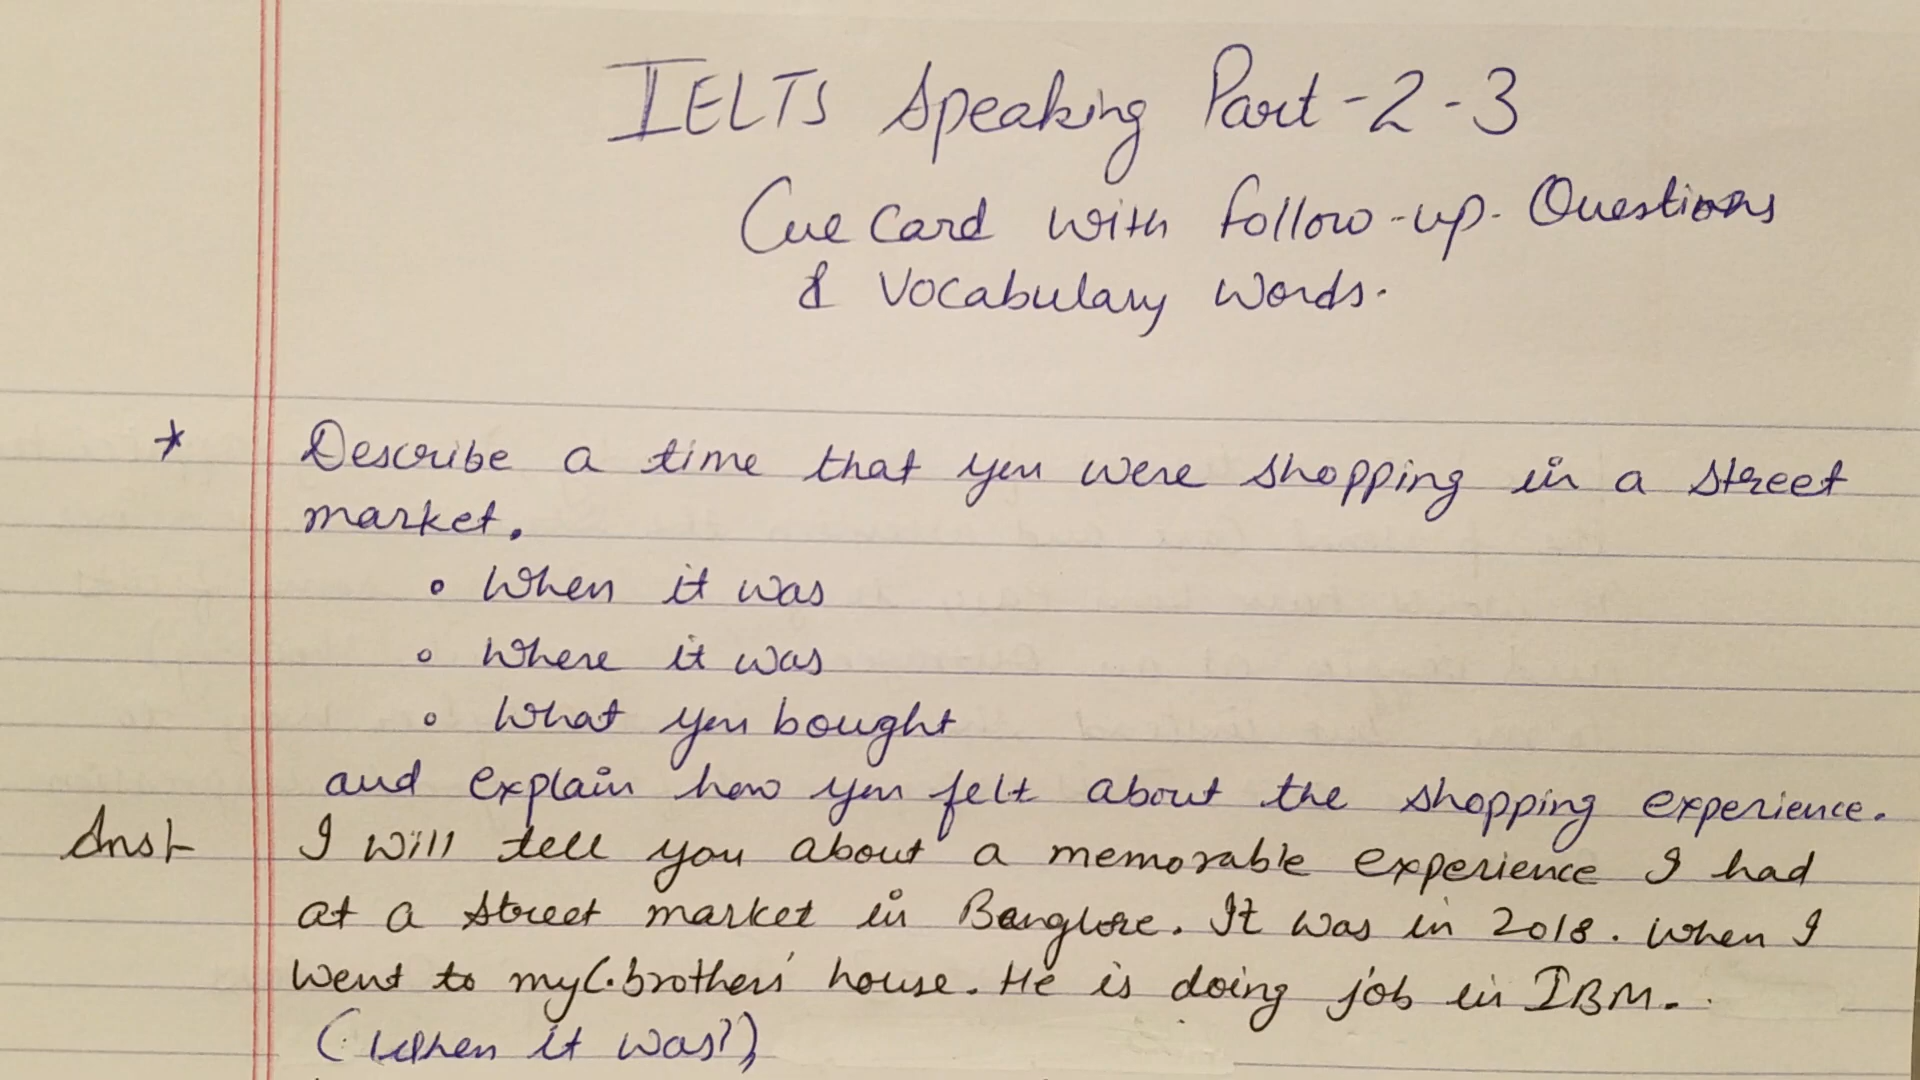 IELTS Speaking Part-2-3
Cue Card with follow-up. Questions
& Vocabulary Words.
* Describe a time that you were shopping in a street
market.
• When it was
• Where it was
• What you bought
and explain how you felt about the shopping experience.
Ans:- I will tell you about a memorable experience I had
at a street market in Banglore. It was in 2018. When I
went to my brothers' house. He is doing job in IBM.
(When it was?)